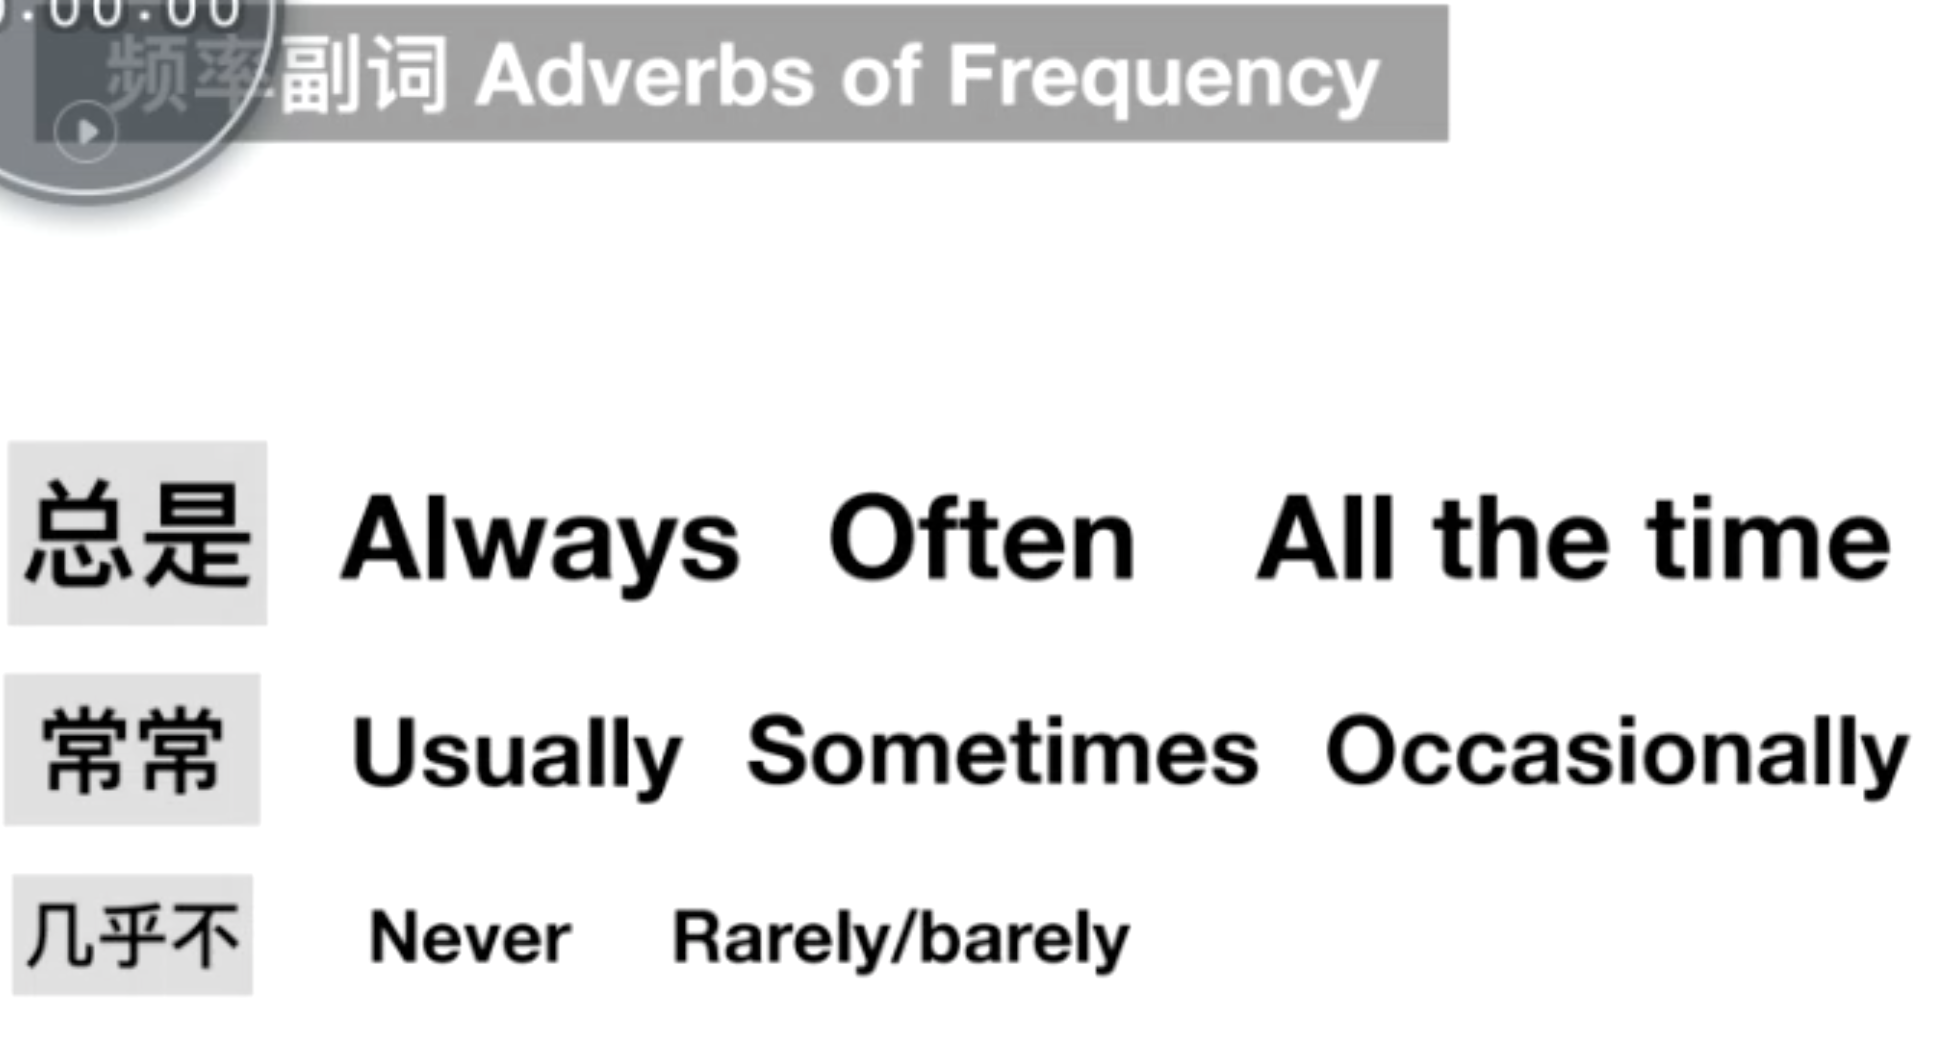 :00:00
频率副词 Adverbs of Frequency
总是 Always Often All the time
常常 Usually Sometimes Occasionally
几乎不 Never Rarely/barely